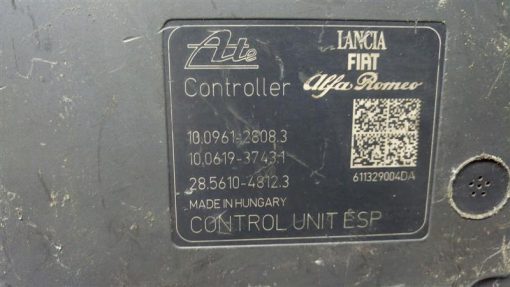 Ate
LANCIA
FIAT
Controller
Alfa Romeo
10.0961-2808.3
10.0619-3743.1
28.5610-4812.3
611329004DA
MADE IN HUNGARY
CONTROL UNIT ESP